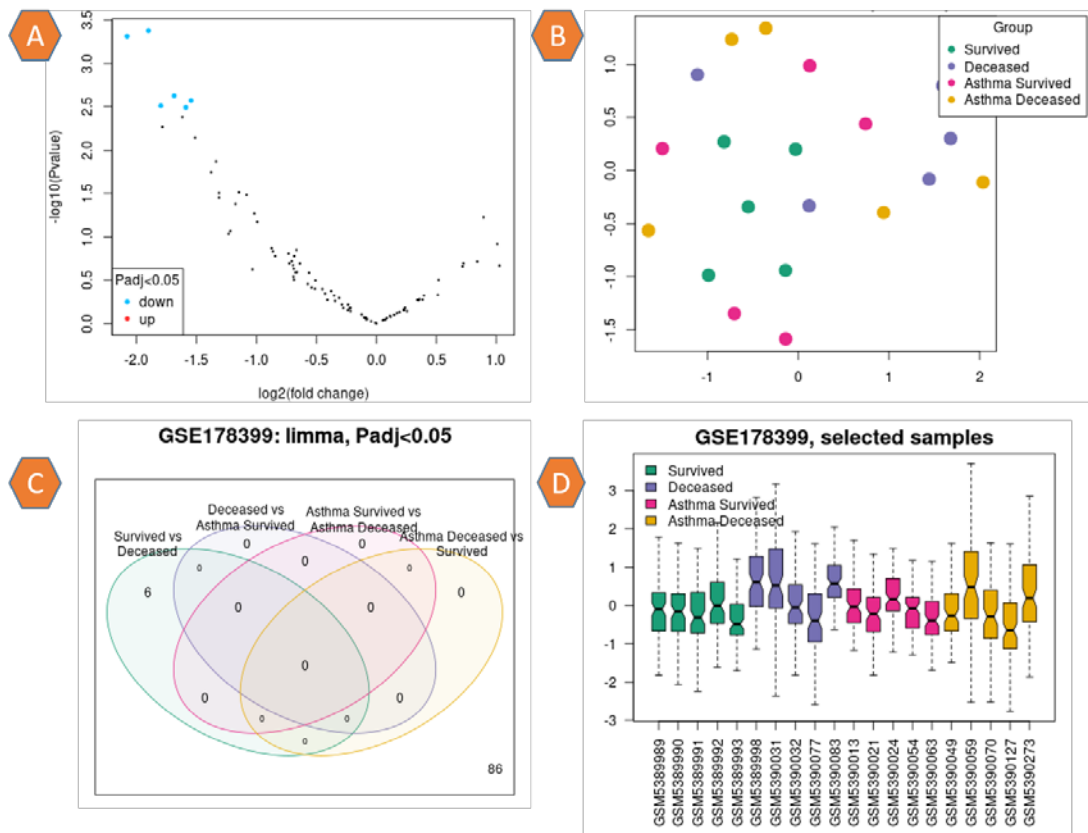 A
3.5
3.0
2.5
2.0
1.5
1.0
0.5
0.0
-log10(Pvalue)
Padj<0.05
down
up
-2.0 -1.5 -1.0 -0.5 0.0 0.5 1.0
log2(fold change)
B
Group
Survived
Deceased
Asthma Survived
Asthma Deceased
1.0
0.5
0.0
-0.5
-1.0
-1.5
-1 0 1 2
C
GSE178399: limma, Padj<0.05
Survived vs
Deceased
Deceased vs
Asthma Survived
Asthma Survived vs
Asthma Deceased
Asthma Deceased vs
Survived
0 0
0 0 0
6 0
0 0
0
0 0
0 0
0
86
D
GSE178399, selected samples
Survived
Deceased
Asthma Survived
Asthma Deceased
3
2
1
0
-1
-2
-3
GSM5389989
GSM5389990
GSM5389991
GSM5389992
GSM5389993
GSM5389998
GSM5390031
GSM5390032
GSM5390077
GSM5390083
GSM5390013
GSM5390021
GSM5390024
GSM5390054
GSM5390063
GSM5390049
GSM5390059
GSM5390070
GSM5390127
GSM5390273